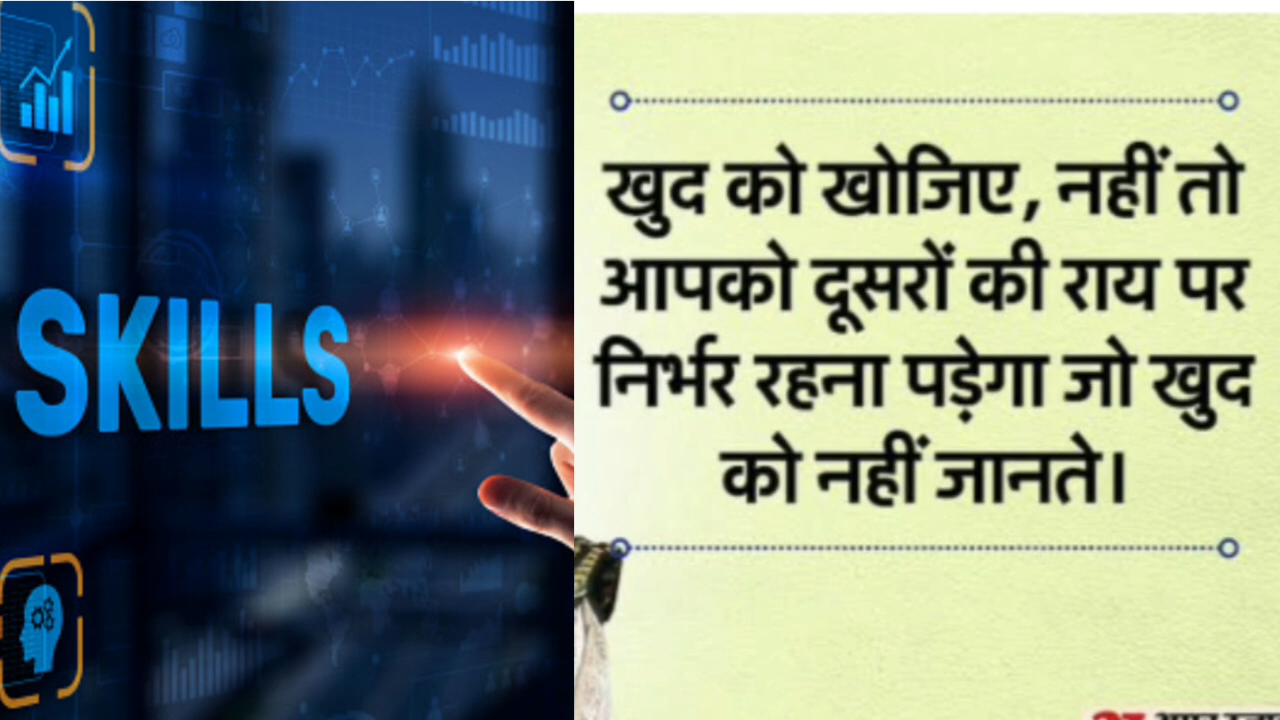 SKILLS
खुद को खोजिए, नहीं तो
आपको दूसरों की राय पर
निर्भर रहना पड़ेगा जो खुद
को नहीं जानते।